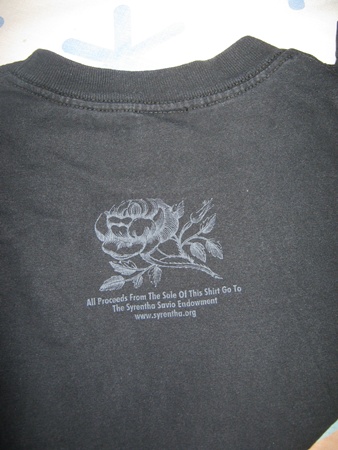 All Proceeds From The Sale Of This Shirt Go To
The Syrentha Savio Endowment
www.syrentha.org